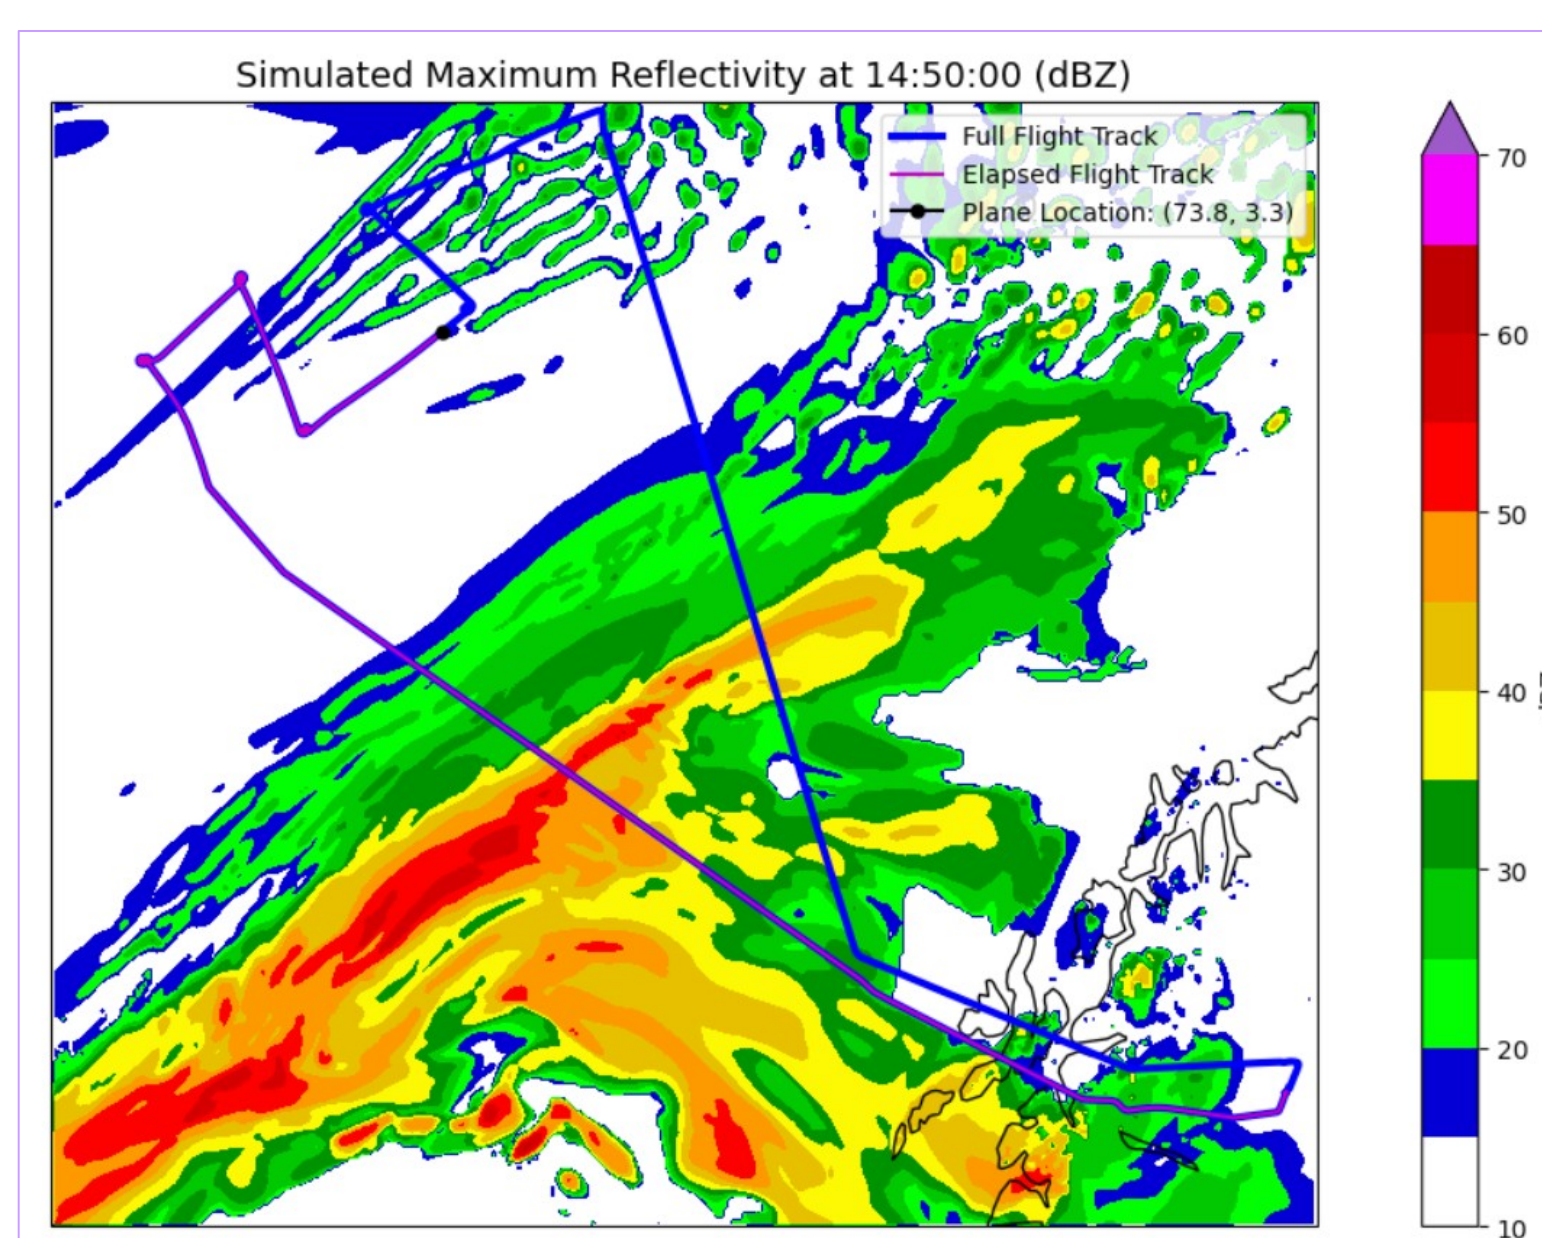 Simulated Maximum Reflectivity at 14:50:00 (dBZ)
Full Flight Track
Elapsed Flight Track
Plane Location: (73.8, 3.3)
70
60
50
40
30
20
10